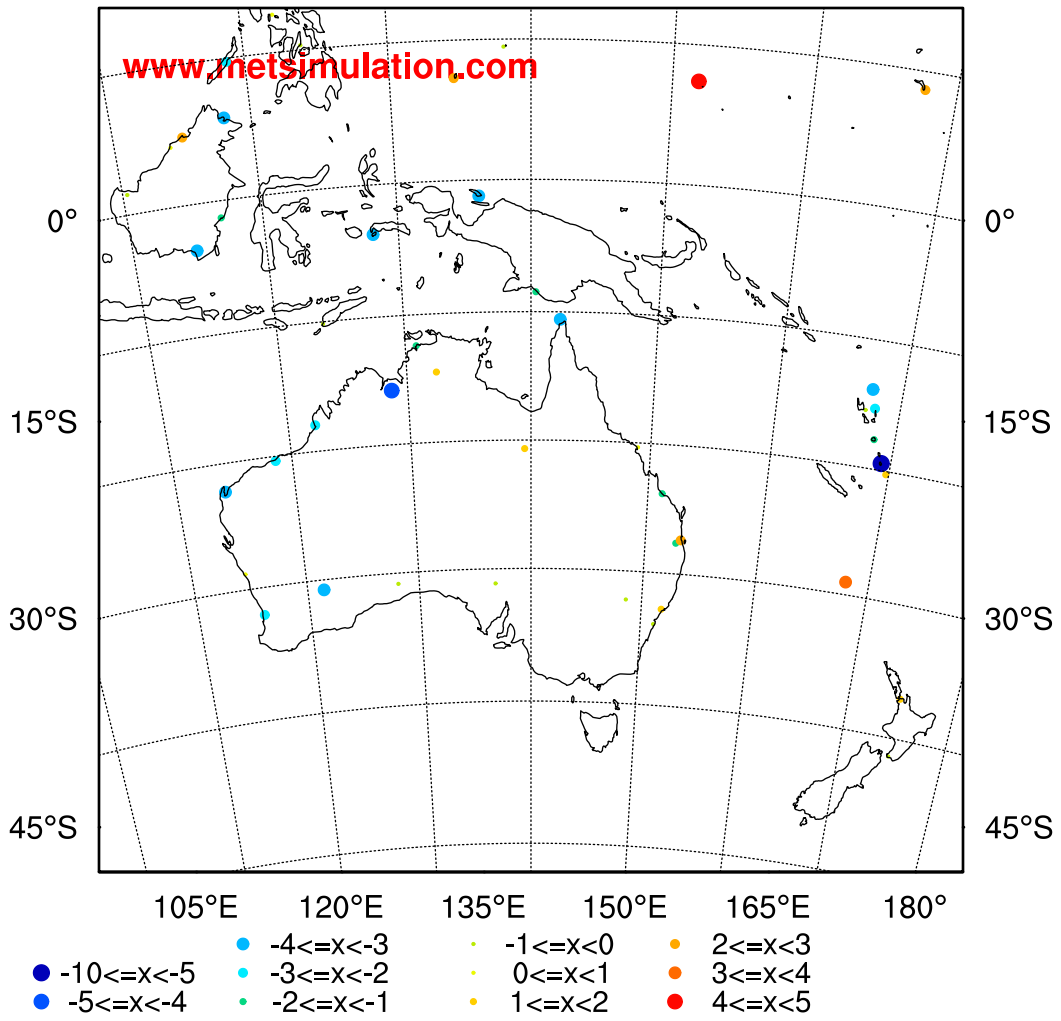 www.metsimulation.com
0° 0°
15°S 15°S
30°S 30°S
45°S 45°S
105°E 120°E 135°E 150°E 165°E 180°
-4<=x<-3 -1<=x<0 2<=x<3
-10<=x<-5 -3<=x<-2 0<=x<1 3<=x<4
-5<=x<-4 -2<=x<-1 1<=x<2 4<=x<5